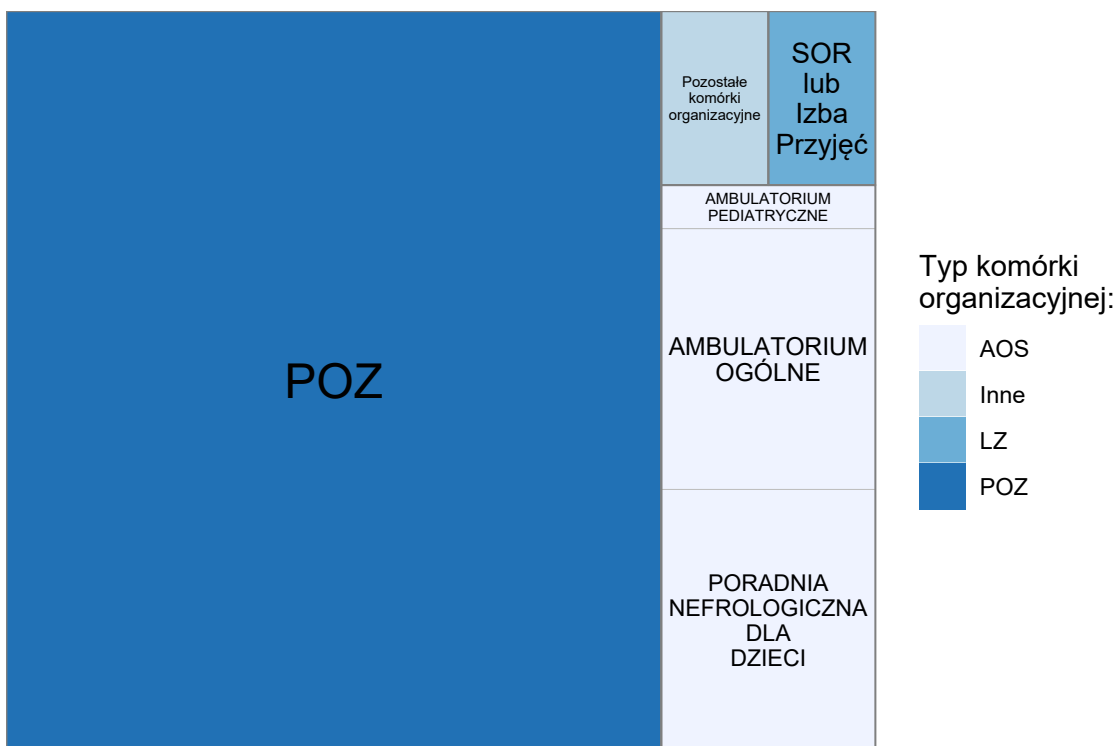 POZ
Pozostałe
komórki
organizacyjne
SOR
lub
Izba
Przyjęć
AMBULATORIUM
PEDIATRYCZNE
AMBULATORIUM
OGÓLNE
PORADNIA
NEFROLOGICZNA
DLA
DZIECI
Typ komórki
organizacyjnej:
AOS
Inne
LZ
POZ